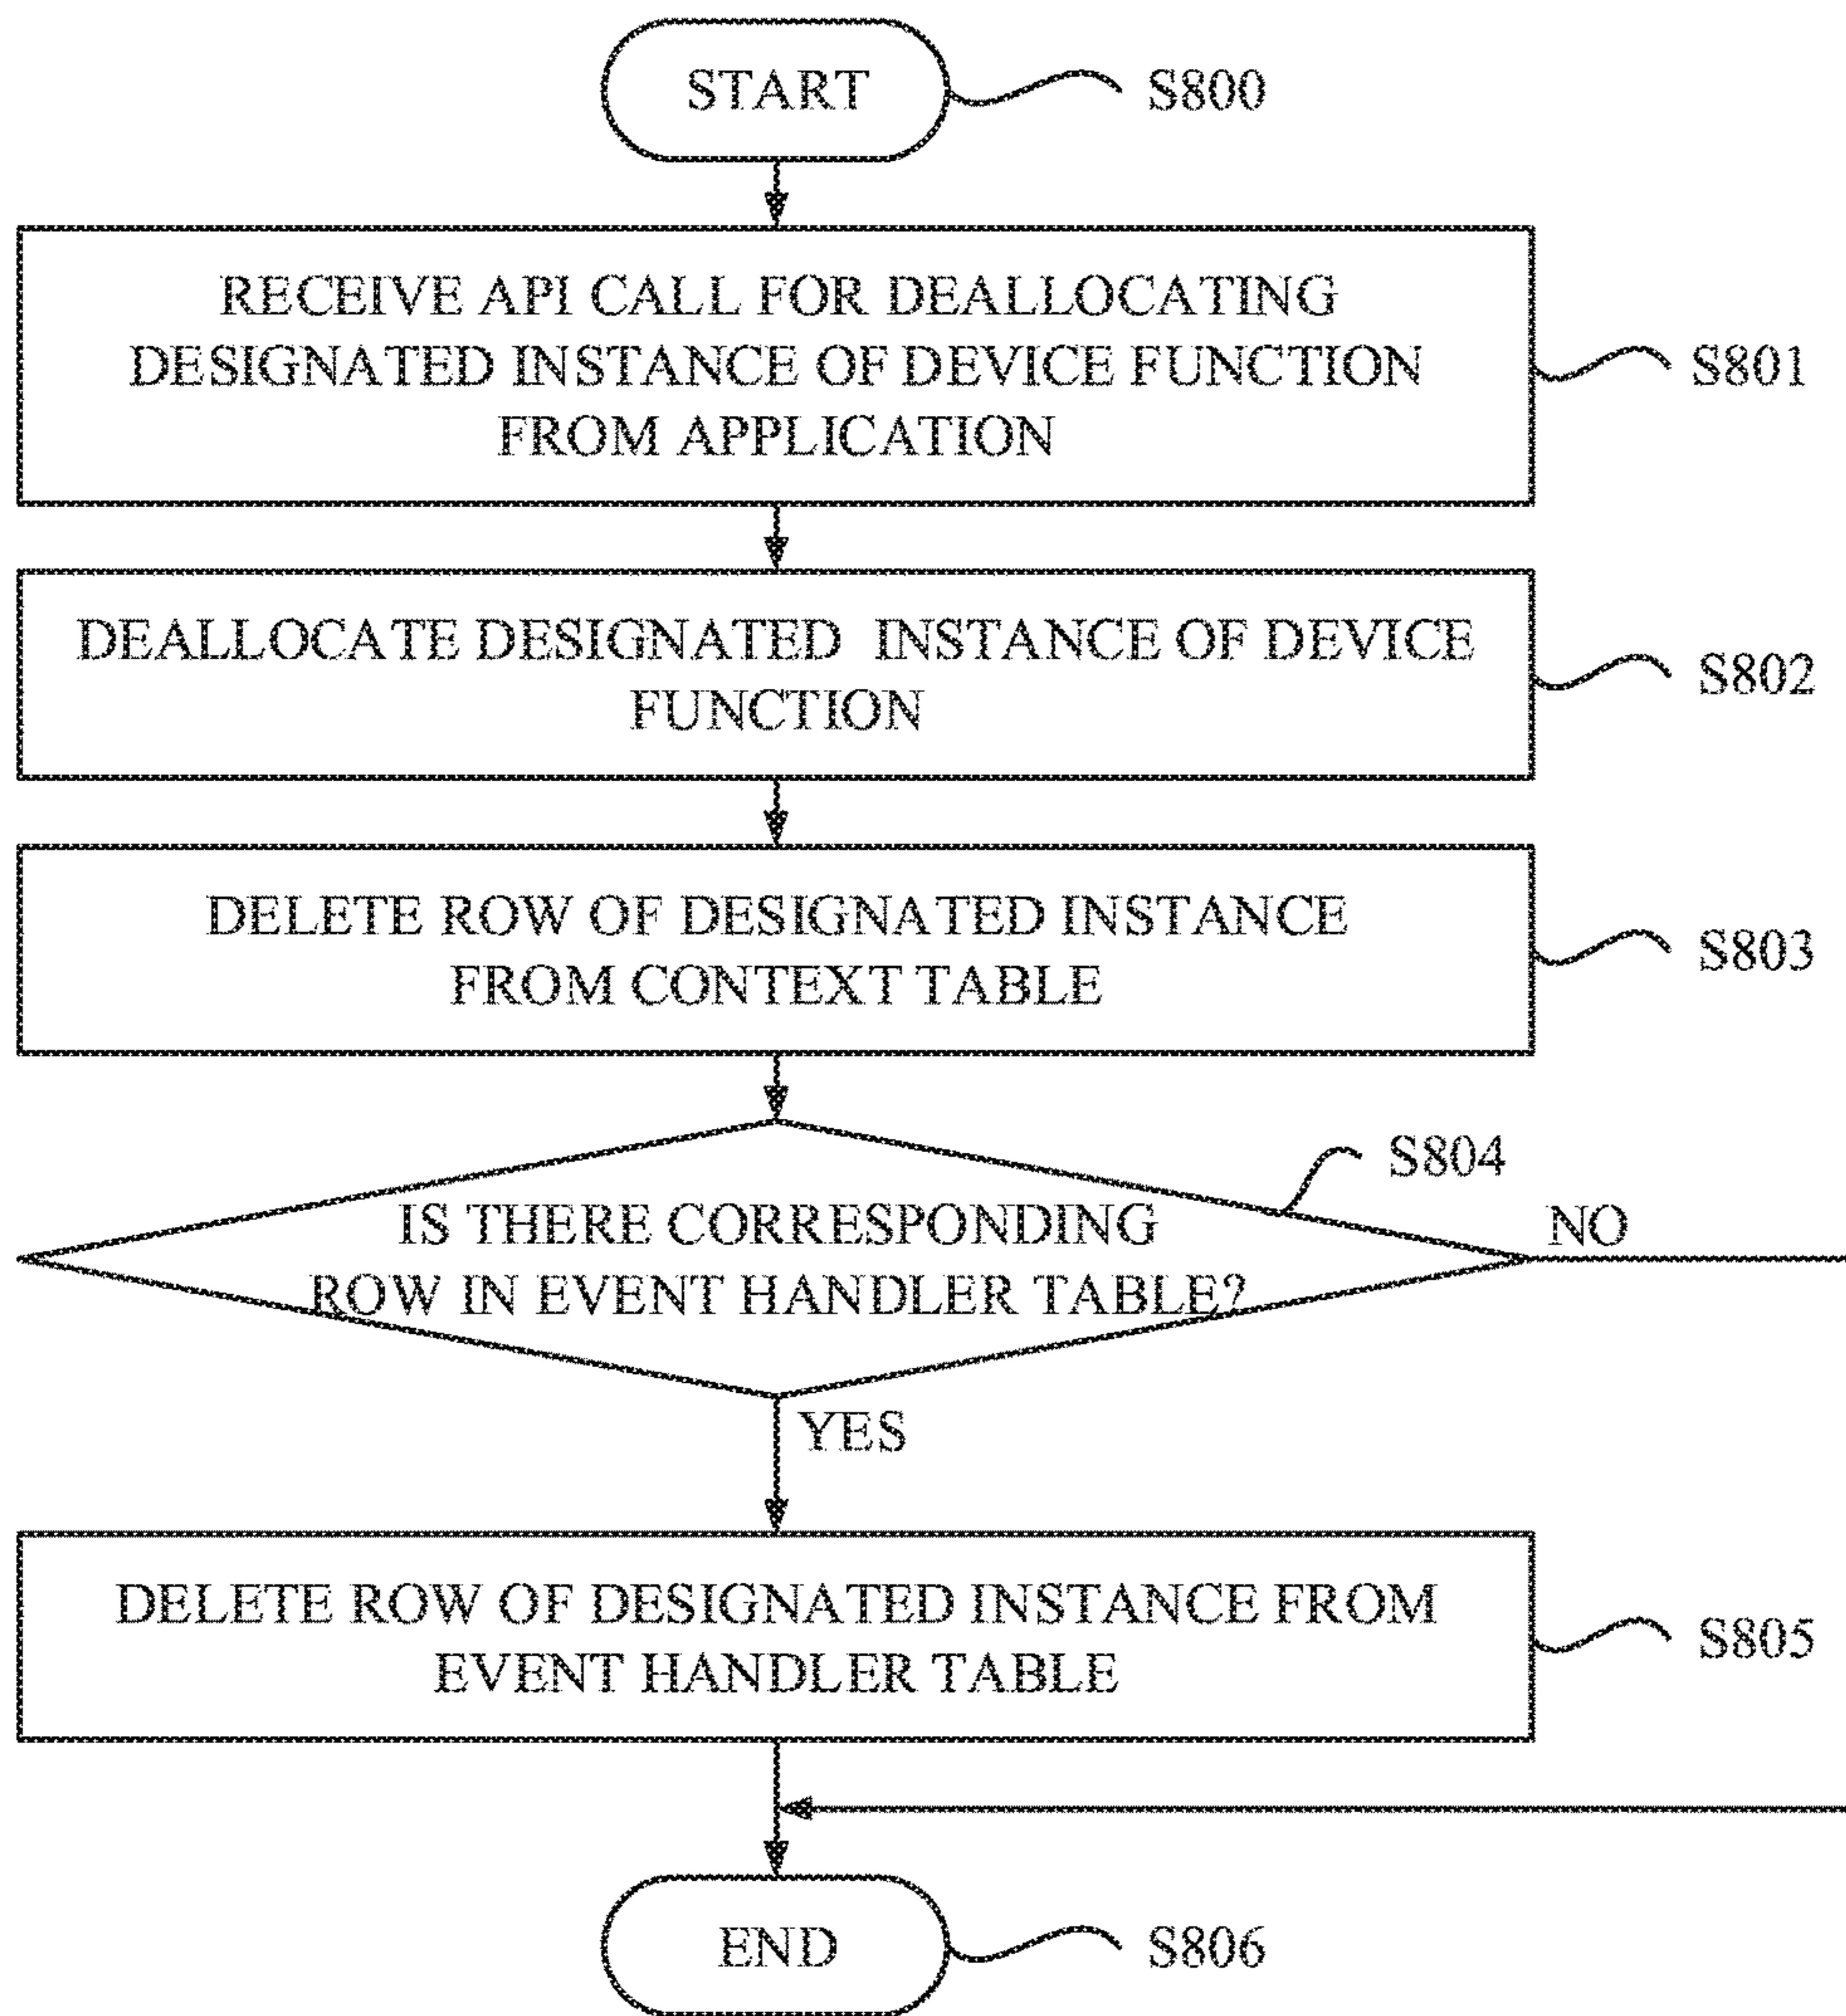 START
S800
RECEIVE API CALL FOR DEALLOCATING
DESIGNATED INSTANCE OF DEVICE FUNCTION
FROM APPLICATION
S801
DEALLOCATE DESIGNATED INSTANCE OF DEVICE
FUNCTION
S802
DELETE ROW OF DESIGNATED INSTANCE
FROM CONTEXT TABLE
S803
S804
IS THERE CORRESPONDING
ROW IN EVENT HANDLER TABLE?
NO
YES
DELETE ROW OF DESIGNATED INSTANCE FROM
EVENT HANDLER TABLE
S805
END
S806